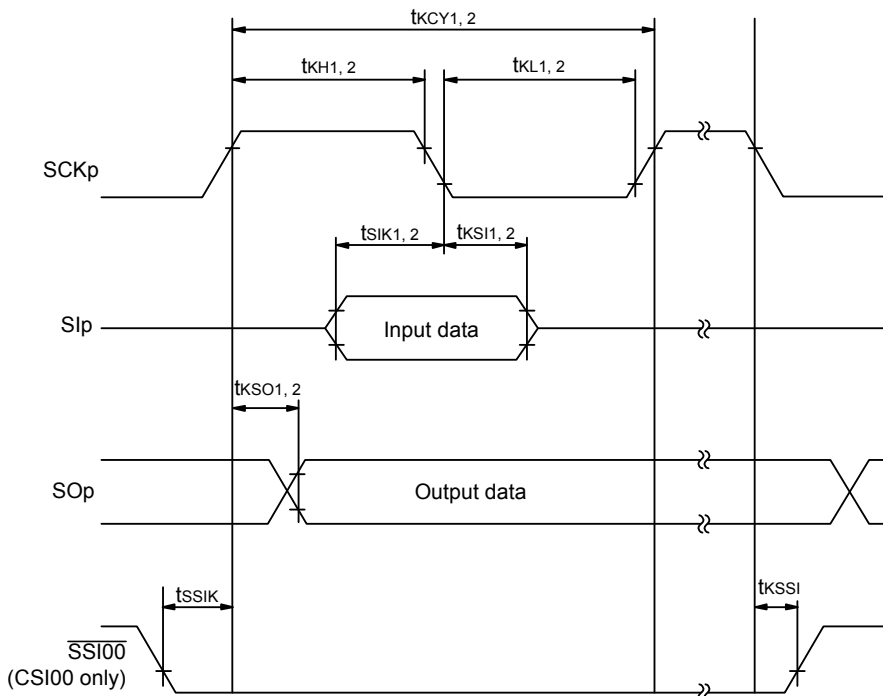 tKCY1, 2
tKH1, 2
tKL1, 2
SCKp
tSIK1, 2
tKSI1, 2
SIp
Input data
tKSO1, 2
SOp
Output data
tSSIK
tKSSI
SSI00
(CSI00 only)